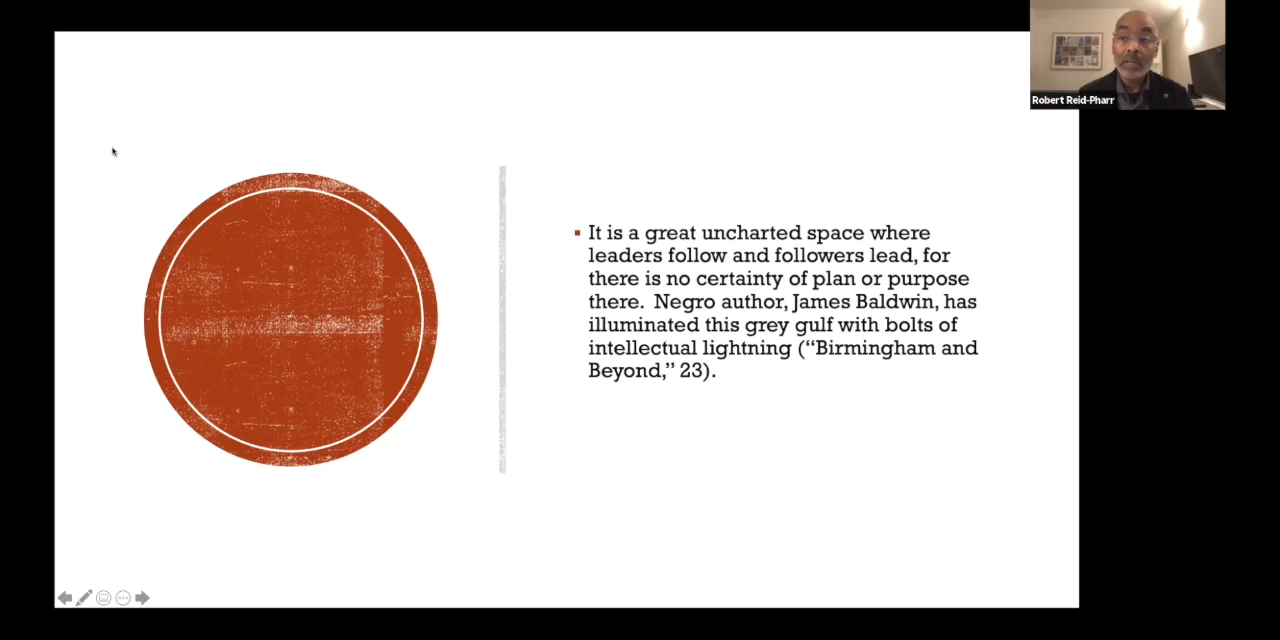 Robert Reid-Pharr
▪ It is a great uncharted space where
leaders follow and followers lead, for
there is no certainty of plan or purpose
there.  Negro author, James Baldwin, has
illuminated this grey gulf with bolts of
intellectual lightning (“Birmingham and
Beyond,” 23).